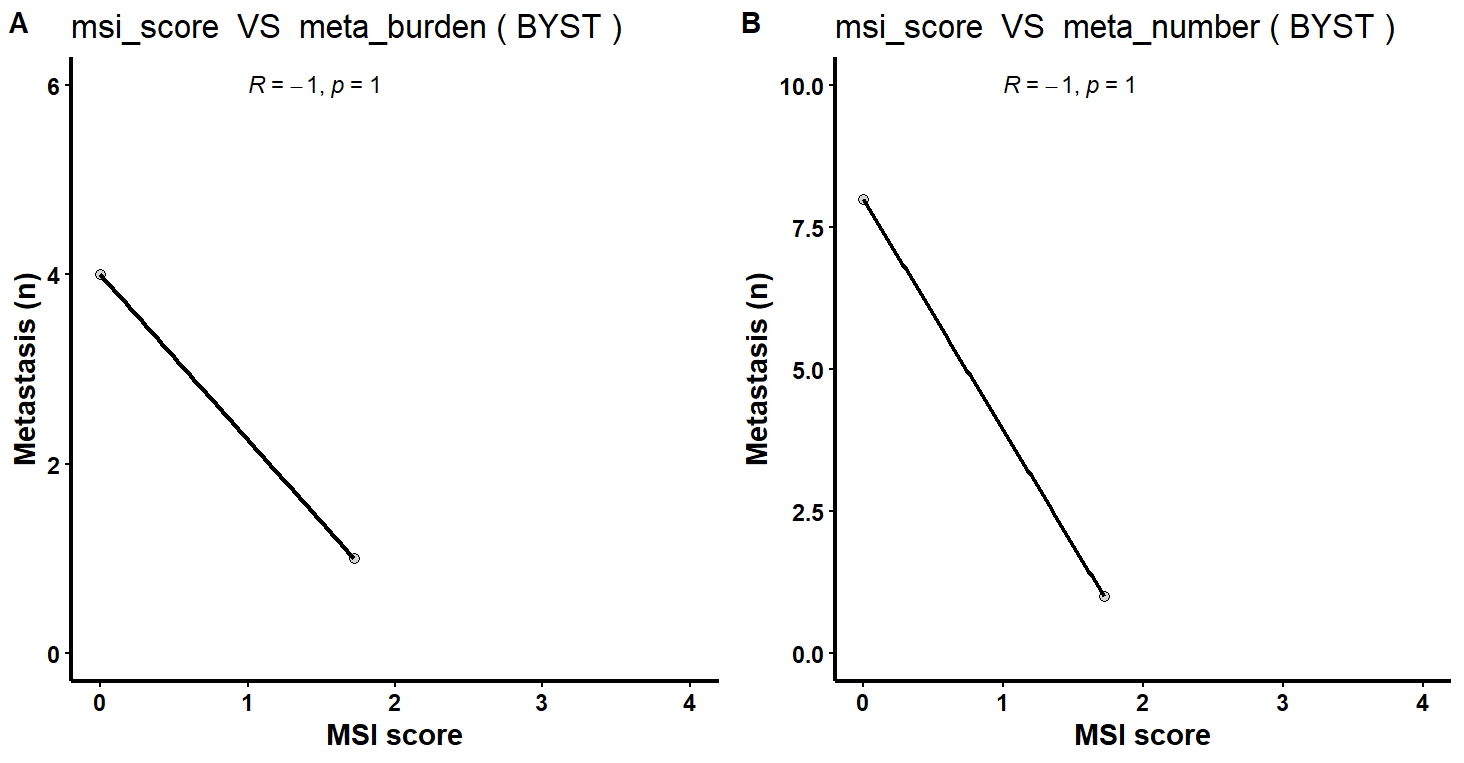 A
msi_score  VS  meta_burden ( BYST )
R = − 1, p = 1
6
4
2
0
Metastasis (n)
0 1 2 3 4
MSI score
B
msi_score  VS  meta_number ( BYST )
R = − 1, p = 1
10.0
7.5
5.0
2.5
0.0
Metastasis (n)
0 1 2 3 4
MSI score